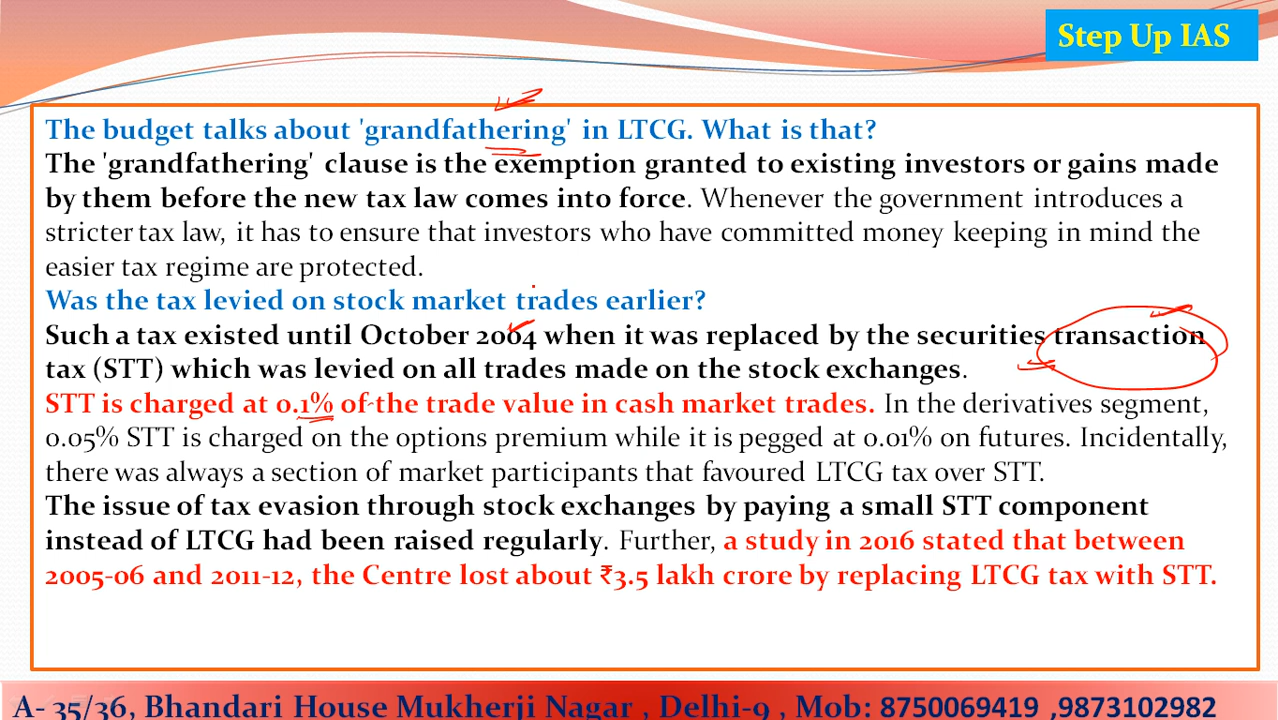 Step Up IAS
The budget talks about 'grandfathering' in LTCG. What is that?
The 'grandfathering' clause is the exemption granted to existing investors or gains made
by them before the new tax law comes into force. Whenever the government introduces a
stricter tax law, it has to ensure that investors who have committed money keeping in mind the
easier tax regime are protected.
Was the tax levied on stock market trades earlier?
Such a tax existed until October 2004 when it was replaced by the securities transaction
tax (STT) which was levied on all trades made on the stock exchanges.
STT is charged at 0.1% of the trade value in cash market trades. In the derivatives segment,
0.05% STT is charged on the options premium while it is pegged at 0.01% on futures. Incidentally,
there was always a section of market participants that favoured LTCG tax over STT.
The issue of tax evasion through stock exchanges by paying a small STT component
instead of LTCG had been raised regularly. Further, a study in 2016 stated that between
2005-06 and 2011-12, the Centre lost about ₹3.5 lakh crore by replacing LTCG tax with STT.
A- 35/36, Bhandari House Mukherji Nagar , Delhi-9 , Mob: 8750069419 ,9873102982